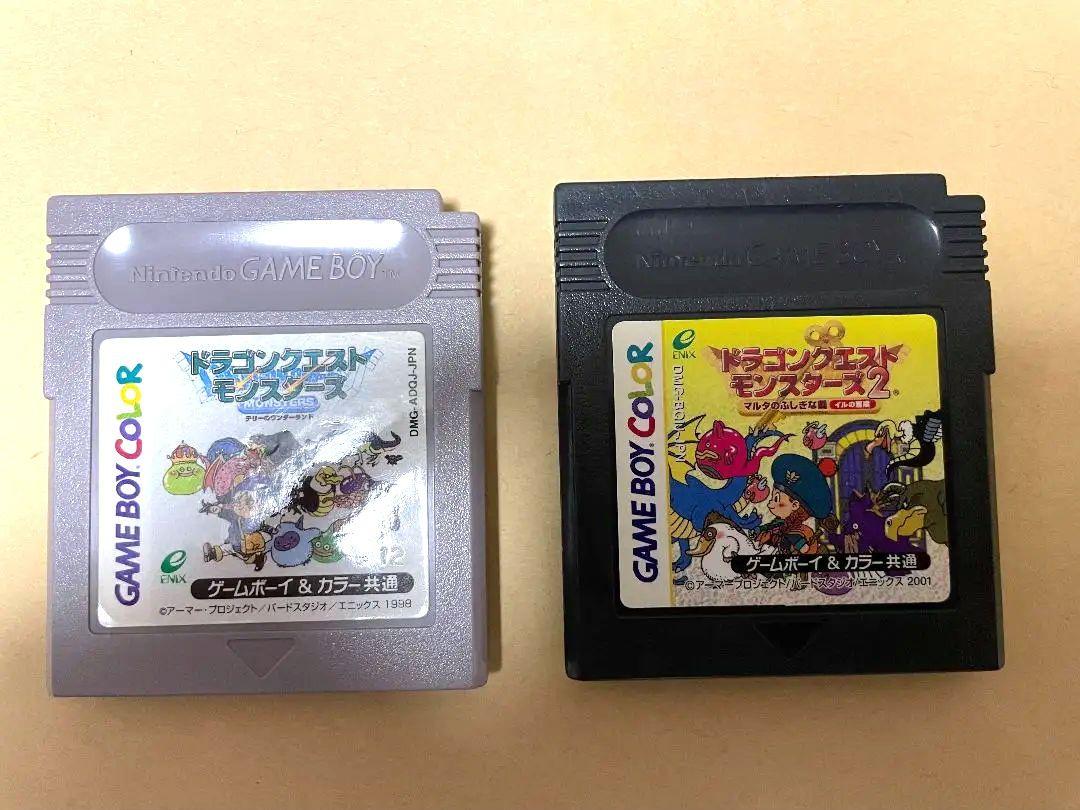 Nintendo GAME BOY TM
GAME BOY COLOR
ドラゴンクエスト
モンスターズ
MONSTERS
テリーのワンダーランド
DMG-ADQJ-JPN
12
ENIX
ゲームボーイ & カラー共通
©アーマー・プロジェクト/バードスタジオ/エニックス 1998
Nintendo GAME BOY
GAME BOY COLOR
ENIX
ドラゴンクエスト
モンスターズ2
マルタのふしぎな鍵 イルの冒険
ゲームボーイ & カラー共通
©アーマープロジェクト/バードスタジオ/エニックス 2001